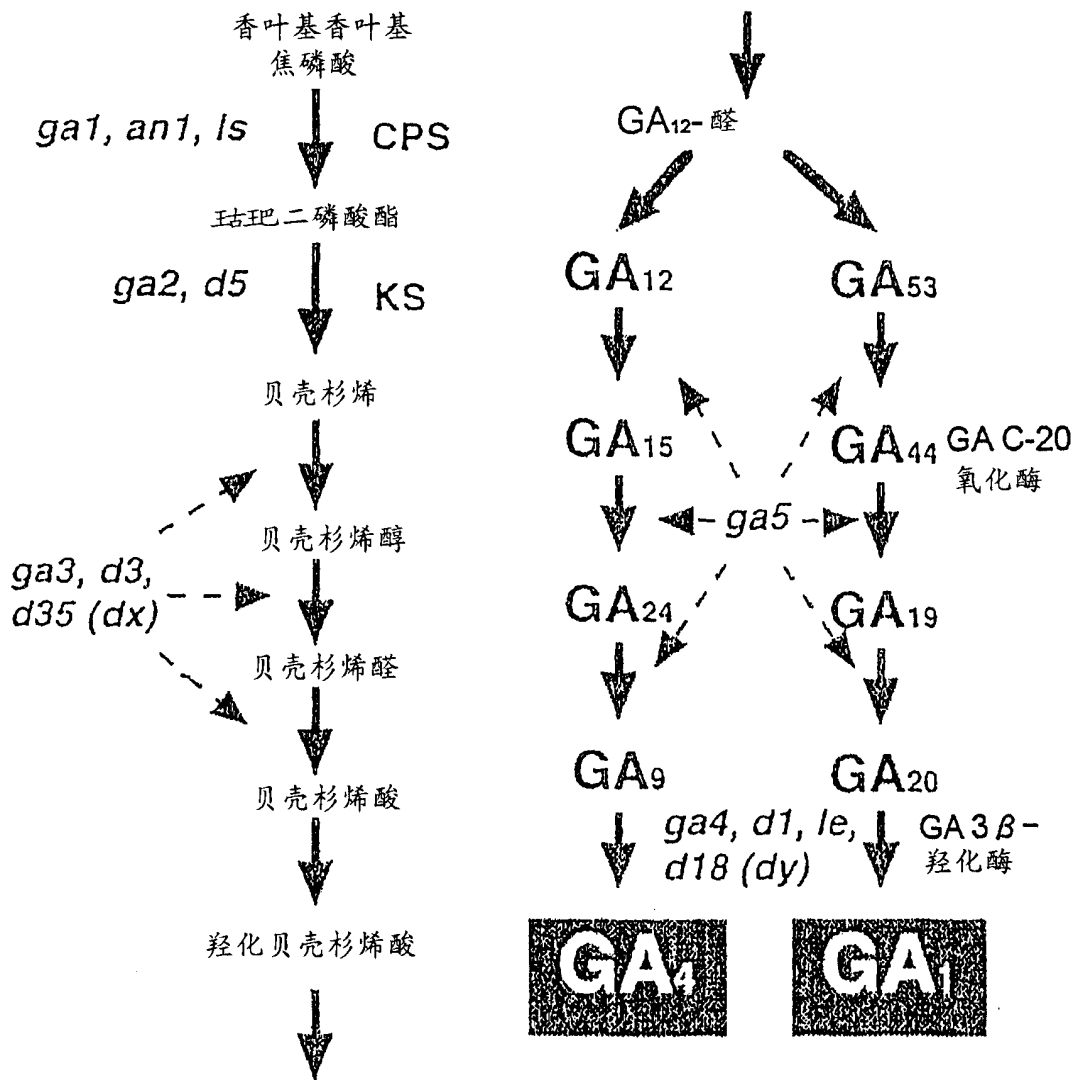 香叶基香叶基
焦磷酸
ga1, an1, ls
CPS
玷玾二磷酸酯
ga2, d5
KS
贝壳杉烯
贝壳杉烯醇
ga3, d3,
d35 (dx)
贝壳杉烯醛
贝壳杉烯酸
羟化贝壳杉烯酸
GA12-醛
GA12
GA53
GA15
GA44
GA C-20
氧化酶
ga5
GA24
GA19
GA9
GA20
ga4, d1, le,
d18 (dy)
GA 3β-
羟化酶
GA4
GA1